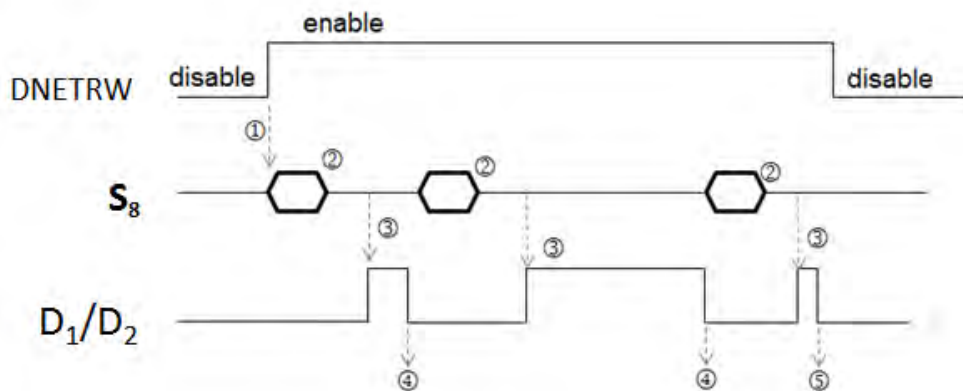 enable
disable
DNETRW
disable
①
②
②
②
S₈
③
③
③
D₁/D₂
④
④
⑤